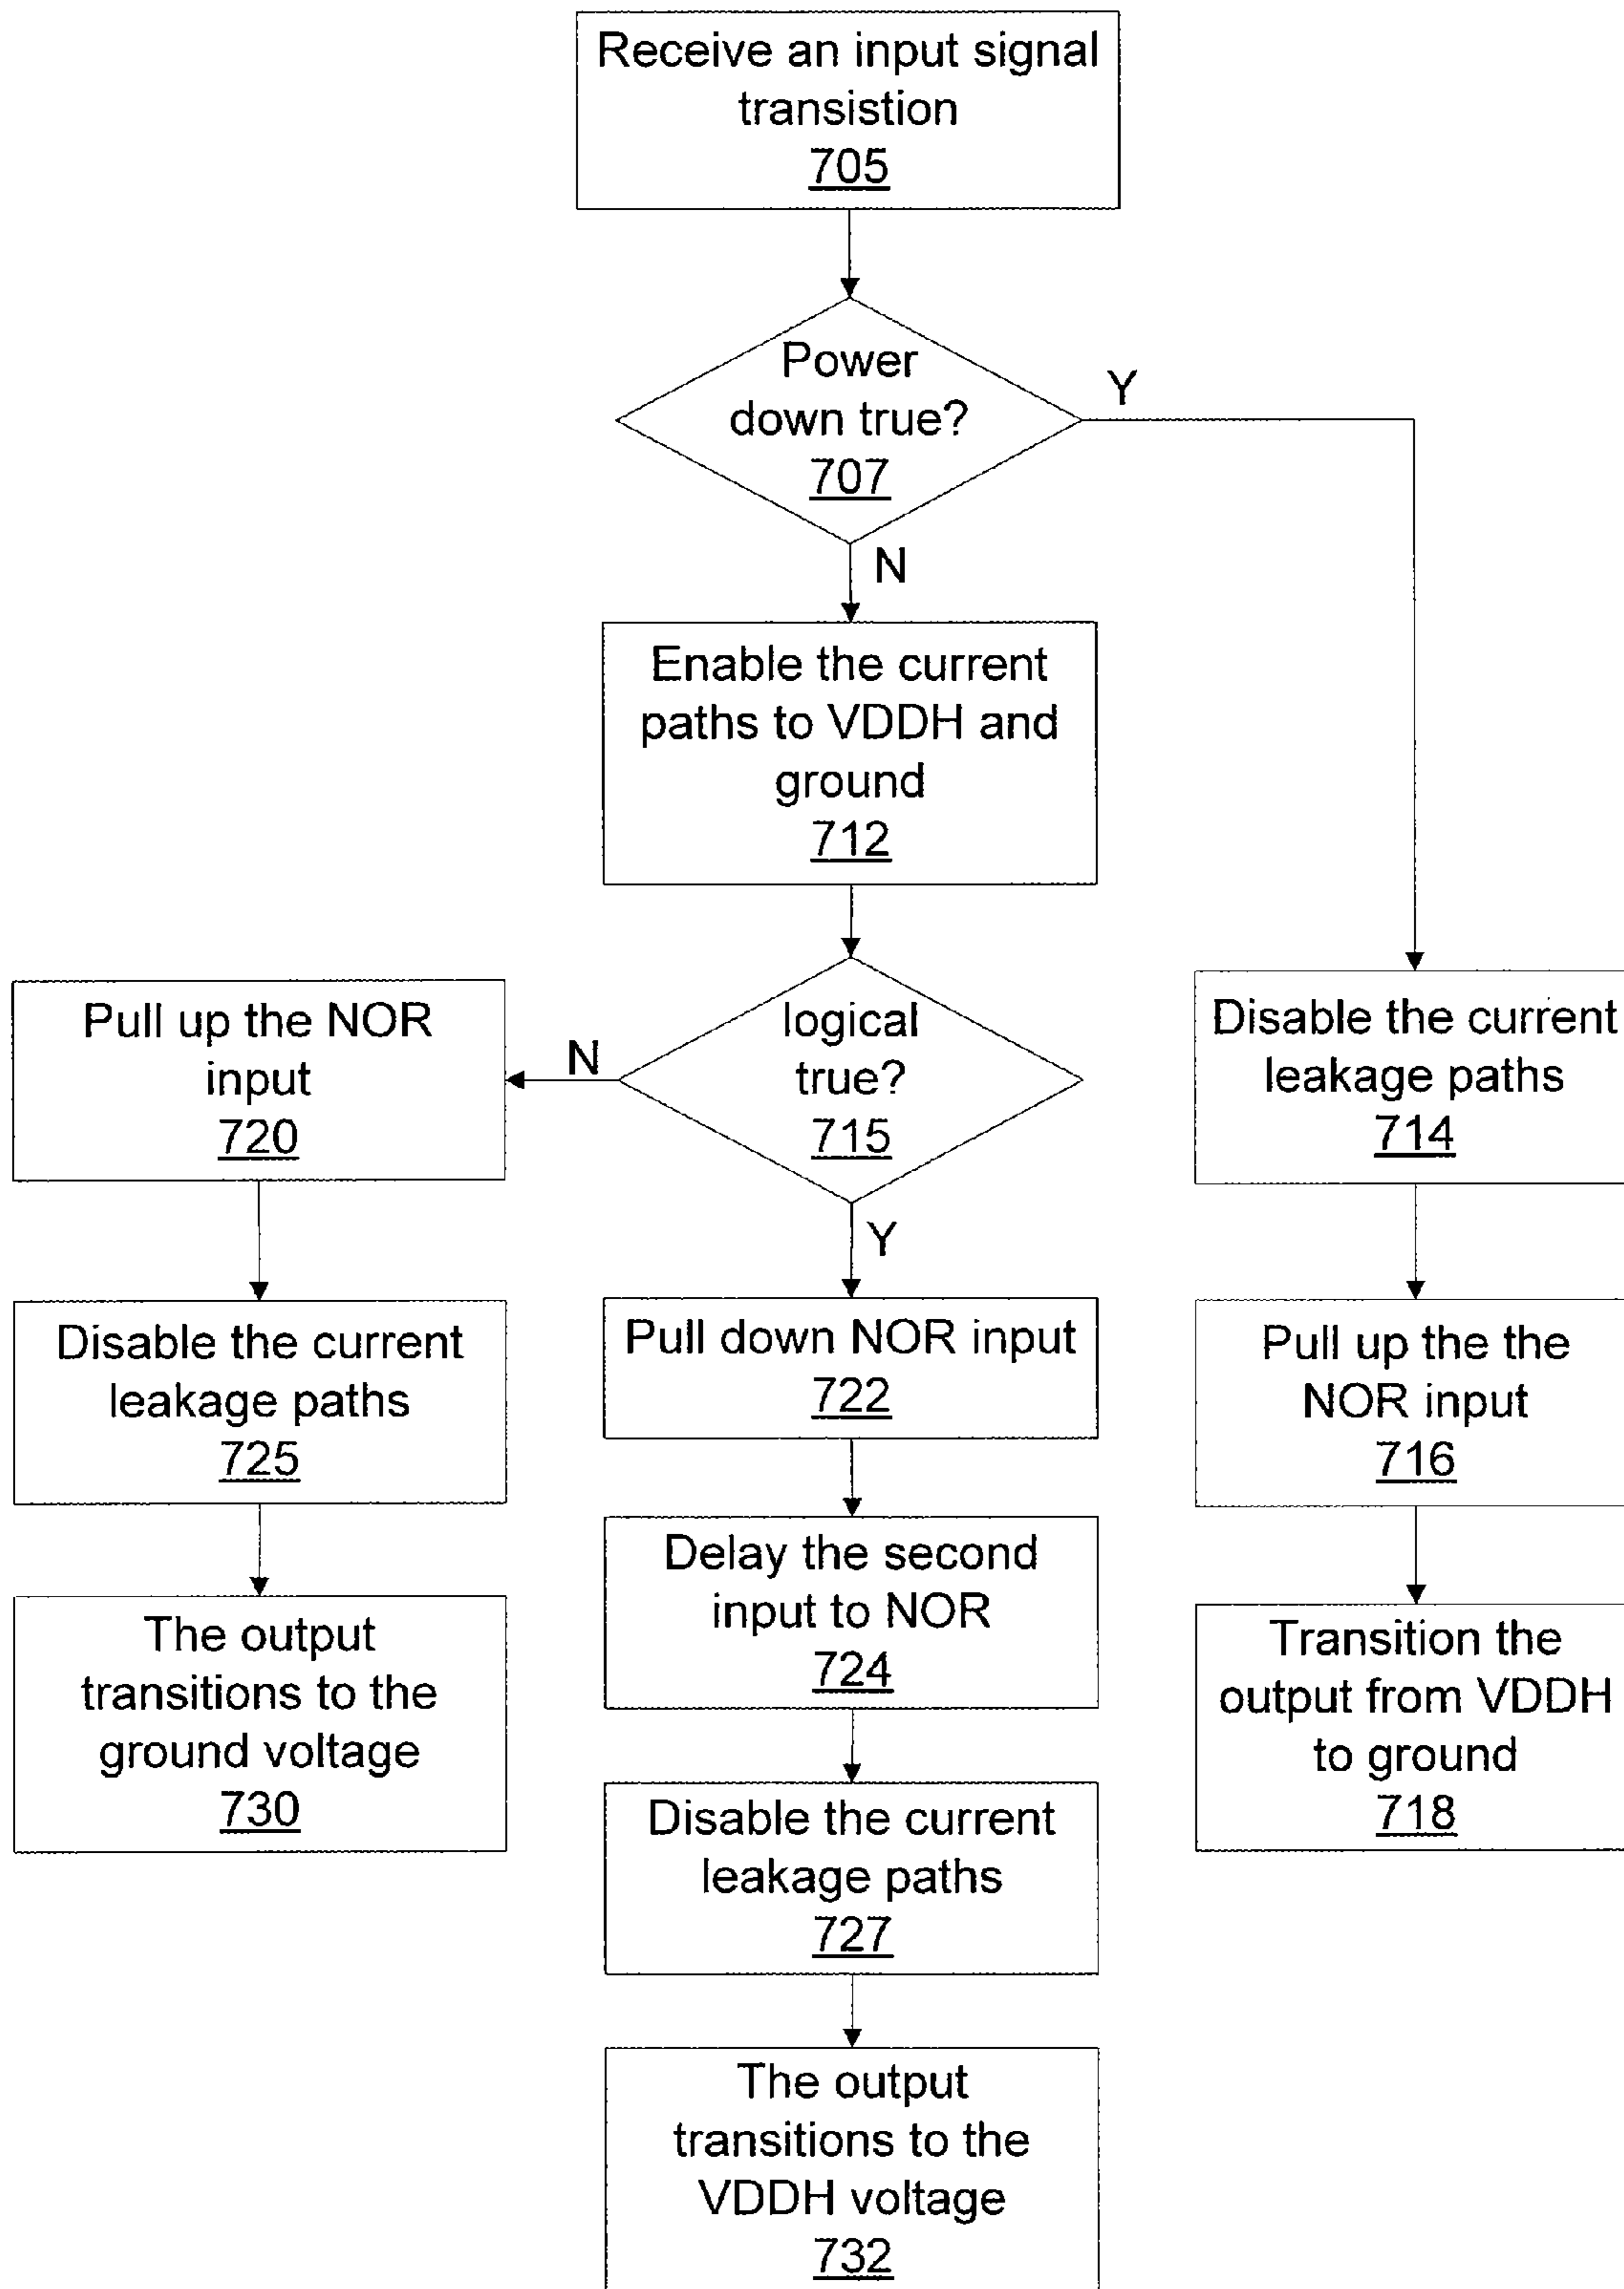 Receive an input signal
transistion
705
Power
down true?
707
Y
N
Enable the current
paths to VDDH and
ground
712
logical
true?
715
N
Y
Pull up the NOR
input
720
Disable the current
leakage paths
725
The output
transitions to the
ground voltage
730
Pull down NOR input
722
Delay the second
input to NOR
724
Disable the current
leakage paths
727
The output
transitions to the
VDDH voltage
732
Disable the current
leakage paths
714
Pull up the the
NOR input
716
Transition the
output from VDDH
to ground
718